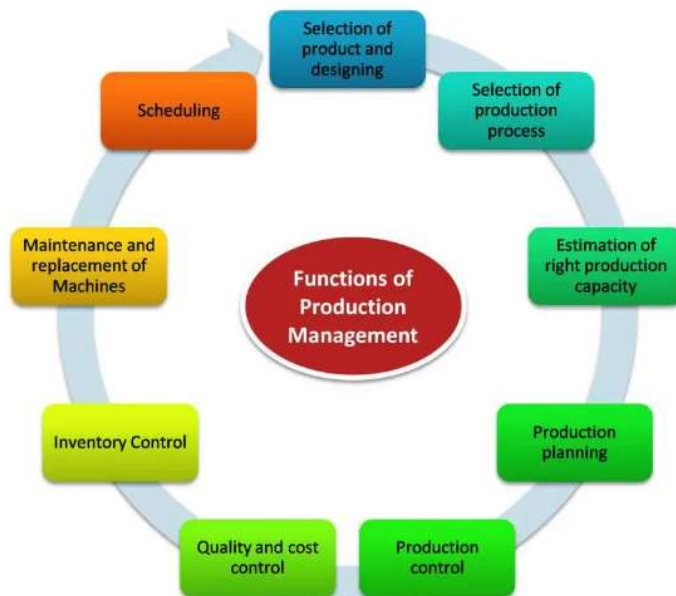 Selection of
product and
designing
Selection of
production
process
Estimation of
right production
capacity
Production
planning
Production
control
Quality and cost
control
Inventory Control
Maintenance and
replacement of
Machines
Scheduling
Functions of
Production
Management